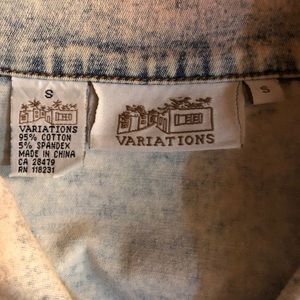 S
VARIATIONS
95% COTTON
5% SPANDEX
MADE IN CHINA
CA 28479
RN 118231
VARIATIONS
S